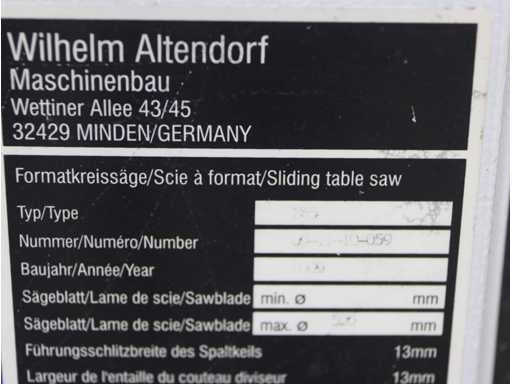 Wilhelm Altendorf
Maschinenbau
Wettiner Allee 43/45
32429 MINDEN/GERMANY
Formatkreissäge/Scie à format/Sliding table saw
Typ/Type
Nummer/Numéro/Number
Baujahr/Année/Year
Sägeblatt/Lame de scie/Sawblade min. ø mm
Sägeblatt/Lame de scie/Sawblade max. ø mm
Führungsschlitzbreite des Spaltkeils 13mm
Largeur de l'entaille du couteau diviseur 13mm